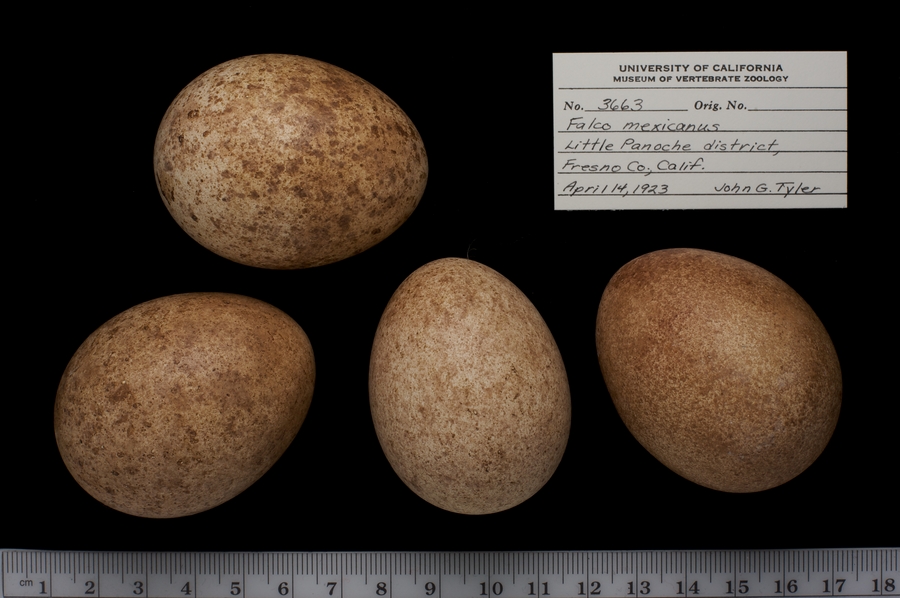 UNIVERSITY OF CALIFORNIA
MUSEUM OF VERTEBRATE ZOOLOGY
No. 3663 Orig. No.
Falco mexicanus
Little Panoche district,
Fresno Co., Calif.
April 14, 1923 John G. Tyler
cm 1 2 3 4 5 6 7 8 9 10 11 12 13 14 15 16 17 18